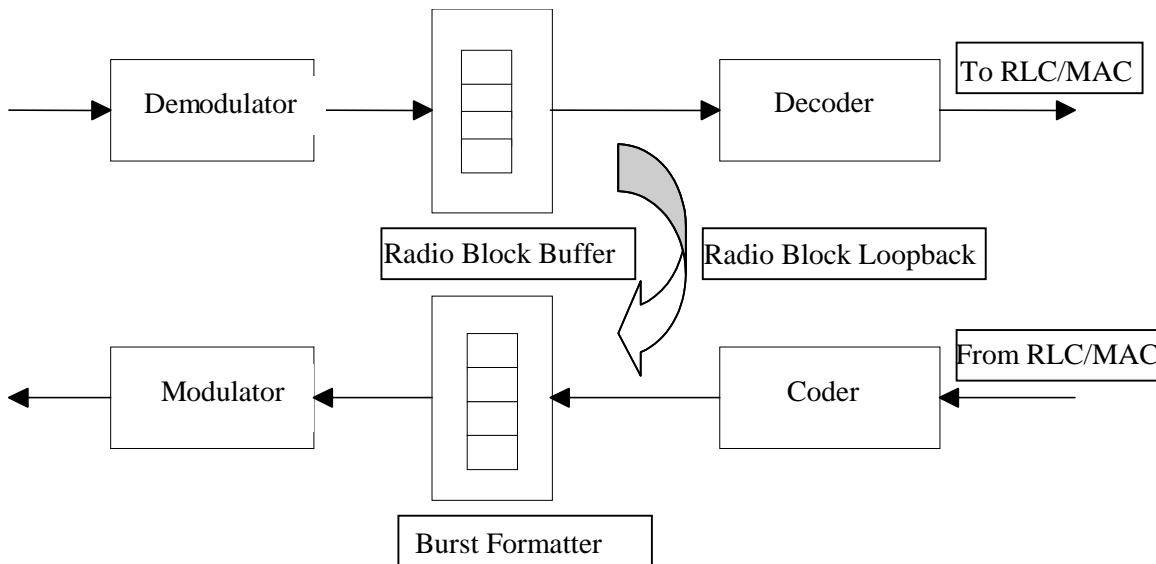 To RLC/MAC
Demodulator
Decoder
Radio Block Buffer
Radio Block Loopback
From RLC/MAC
Modulator
Coder
Burst Formatter